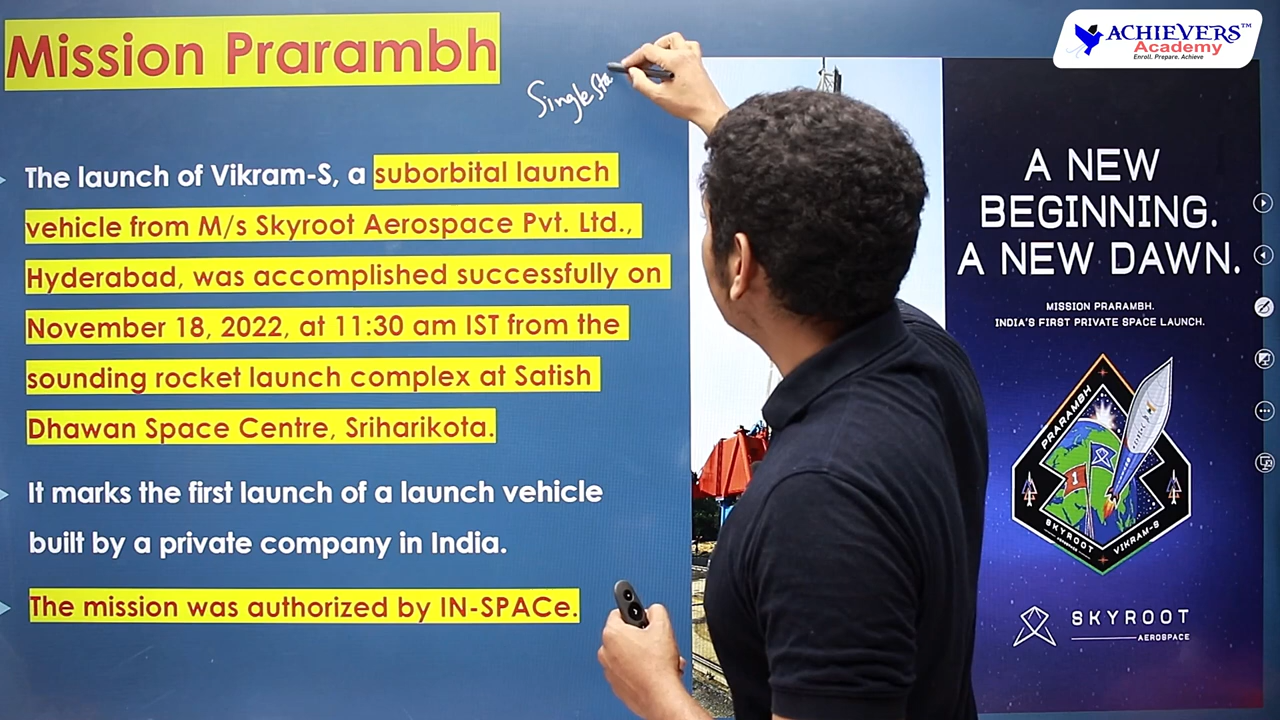 Mission Prarambh
ACHIEVERS™
Academy
Enroll. Prepare. Achieve
Single Sta
The launch of Vikram-S, a suborbital launch
vehicle from M/s Skyroot Aerospace Pvt. Ltd.,
Hyderabad, was accomplished successfully on
November 18, 2022, at 11:30 am IST from the
sounding rocket launch complex at Satish
Dhawan Space Centre, Sriharikota.
It marks the first launch of a launch vehicle
built by a private company in India.
The mission was authorized by IN-SPACe.
A NEW
BEGINNING.
A NEW DAWN.
MISSION PRARAMBH.
INDIA'S FIRST PRIVATE SPACE LAUNCH.
PRARAMBH
1
SKYROOT
AEROSPACE
VIKRAM-S
SKYROOT
AEROSPACE